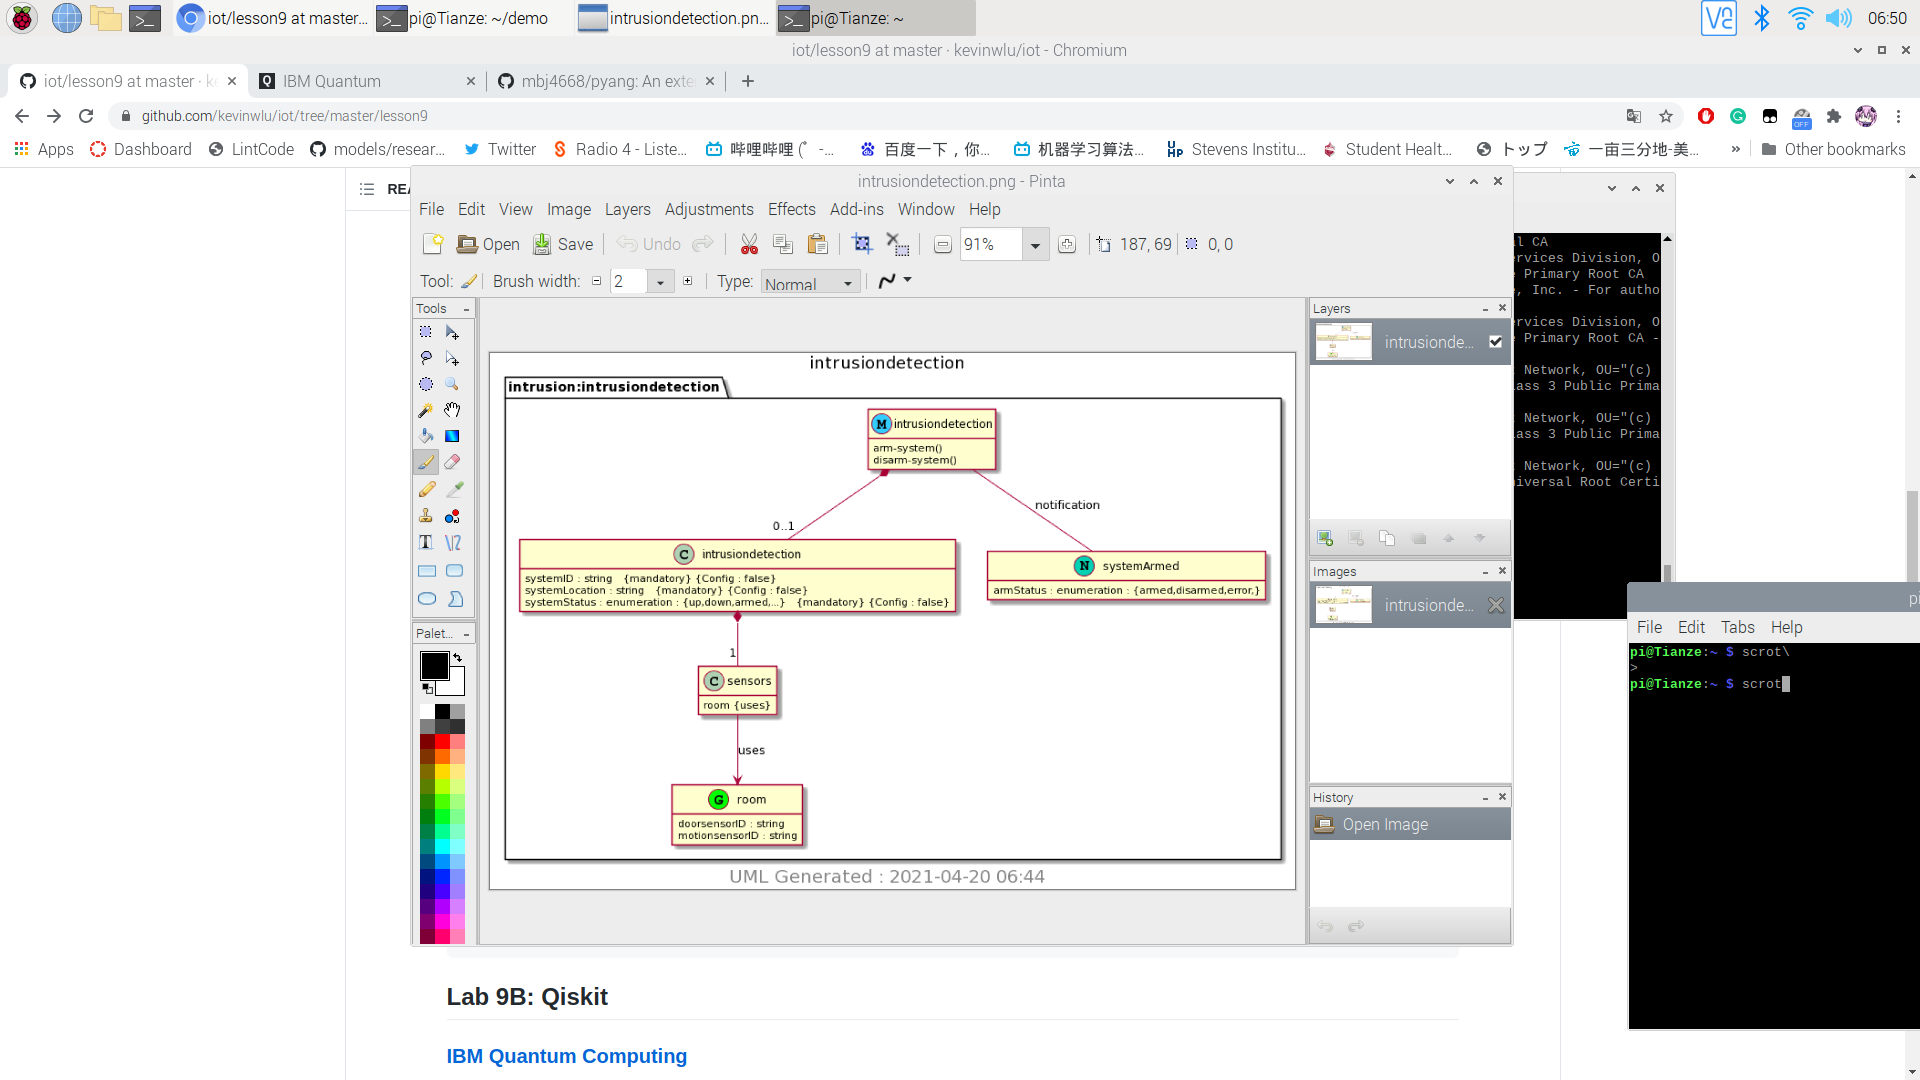 iot/lesson9 at master...
pi@Tianze: ~/demo
intrusiondetection.pn...
pi@Tianze: ~
06:50
iot/lesson9 at master · kevinwlu/iot - Chromium
iot/lesson9 at master · ke
IBM Quantum
mbj4668/pyang: An exte
github.com/kevinwlu/iot/tree/master/lesson9
OFF
Apps
Dashboard
LintCode
models/resear...
Twitter
Radio 4 - Liste...
哔哩哔哩 (゜-...
百度一下，你...
机器学习算法...
Stevens Institu...
Student Healt...
トップ
一亩三分地-美...
»
Other bookmarks
REA
intrusiondetection.png - Pinta
File Edit View Image Layers Adjustments Effects Add-ins Window Help
Open Save Undo 91% 187, 69 0, 0
Tool: Brush width: 2 Type: Normal
Tools
Palet...
intrusiondetection
intrusion:intrusiondetection
M intrusiondetection
arm-system()
disarm-system()
0..1
notification
C intrusiondetection
systemID : string {mandatory} {Config : false}
systemLocation : string {mandatory} {Config : false}
systemStatus : enumeration : {up,down,armed,...} {mandatory} {Config : false}
N systemArmed
armStatus : enumeration : {armed,disarmed,error,}
1
C sensors
room {uses}
uses
G room
doorsensorID : string
motionsensorID : string
UML Generated : 2021-04-20 06:44
Layers
intrusionde...
Images
intrusionde...
History
Open Image
l CA
rvices Division, O
Primary Root CA
, Inc. - For autho
rvices Division, O
Primary Root CA -
Network, OU="(c)
ass 3 Public Prima
Network, OU="(c)
ass 3 Public Prima
Network, OU="(c)
iversal Root Certi
pi
File Edit Tabs Help
pi@Tianze:~ $ scrot\
>
pi@Tianze:~ $ scrot
Lab 9B: Qiskit
IBM Quantum Computing